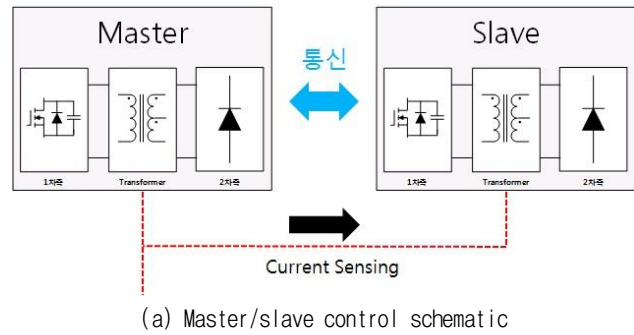 Master
Slave
통신
1차측
Transformer
2차측
1차측
Transformer
2차측
Current Sensing
(a) Master/slave control schematic